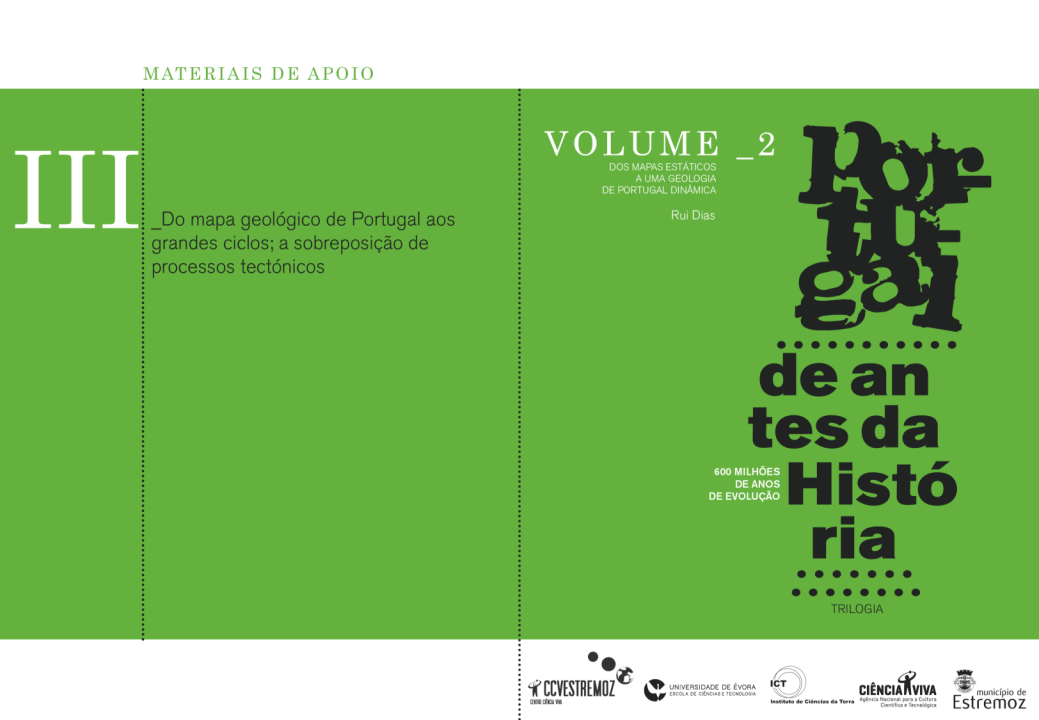 MATERIAIS DE APOIO
III
_Do mapa geológico de Portugal aos
grandes ciclos; a sobreposição de
processos tectónicos
VOLUME _2
DOS MAPAS ESTÁTICOS
A UMA GEOLOGIA
DE PORTUGAL DINÂMICA
Rui Dias
por-
tu-
gal
de an
tes da
Histó
ria
600 MILHÕES
DE ANOS
DE EVOLUÇÃO
TRILOGIA
CCVESTREMOZ
CENTRO CIÊNCIA VIVA
UNIVERSIDADE DE ÉVORA
ESCOLA DE CIÊNCIAS E TECNOLOGIA
ICT
Instituto de Ciências da Terra
CIÊNCIA VIVA
Agência Nacional para a Cultura
Científica e Tecnológica
município de
Estremoz